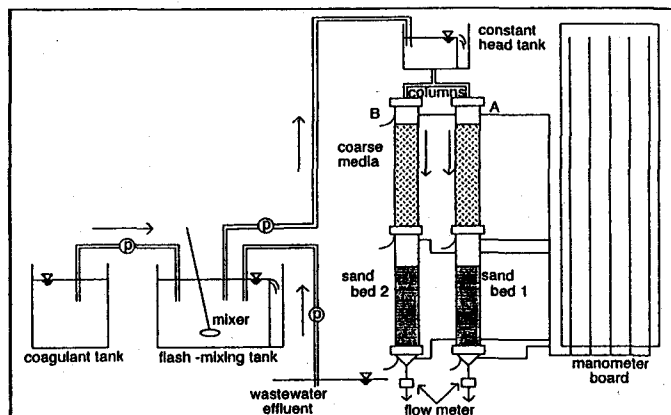 constant
head tank
columns
B
A
coarse
media
P
P
sand
bed 2
sand
bed 1
P
mixer
coagulant tank
flash -mixing tank
wastewater
effluent
flow meter
manometer
board